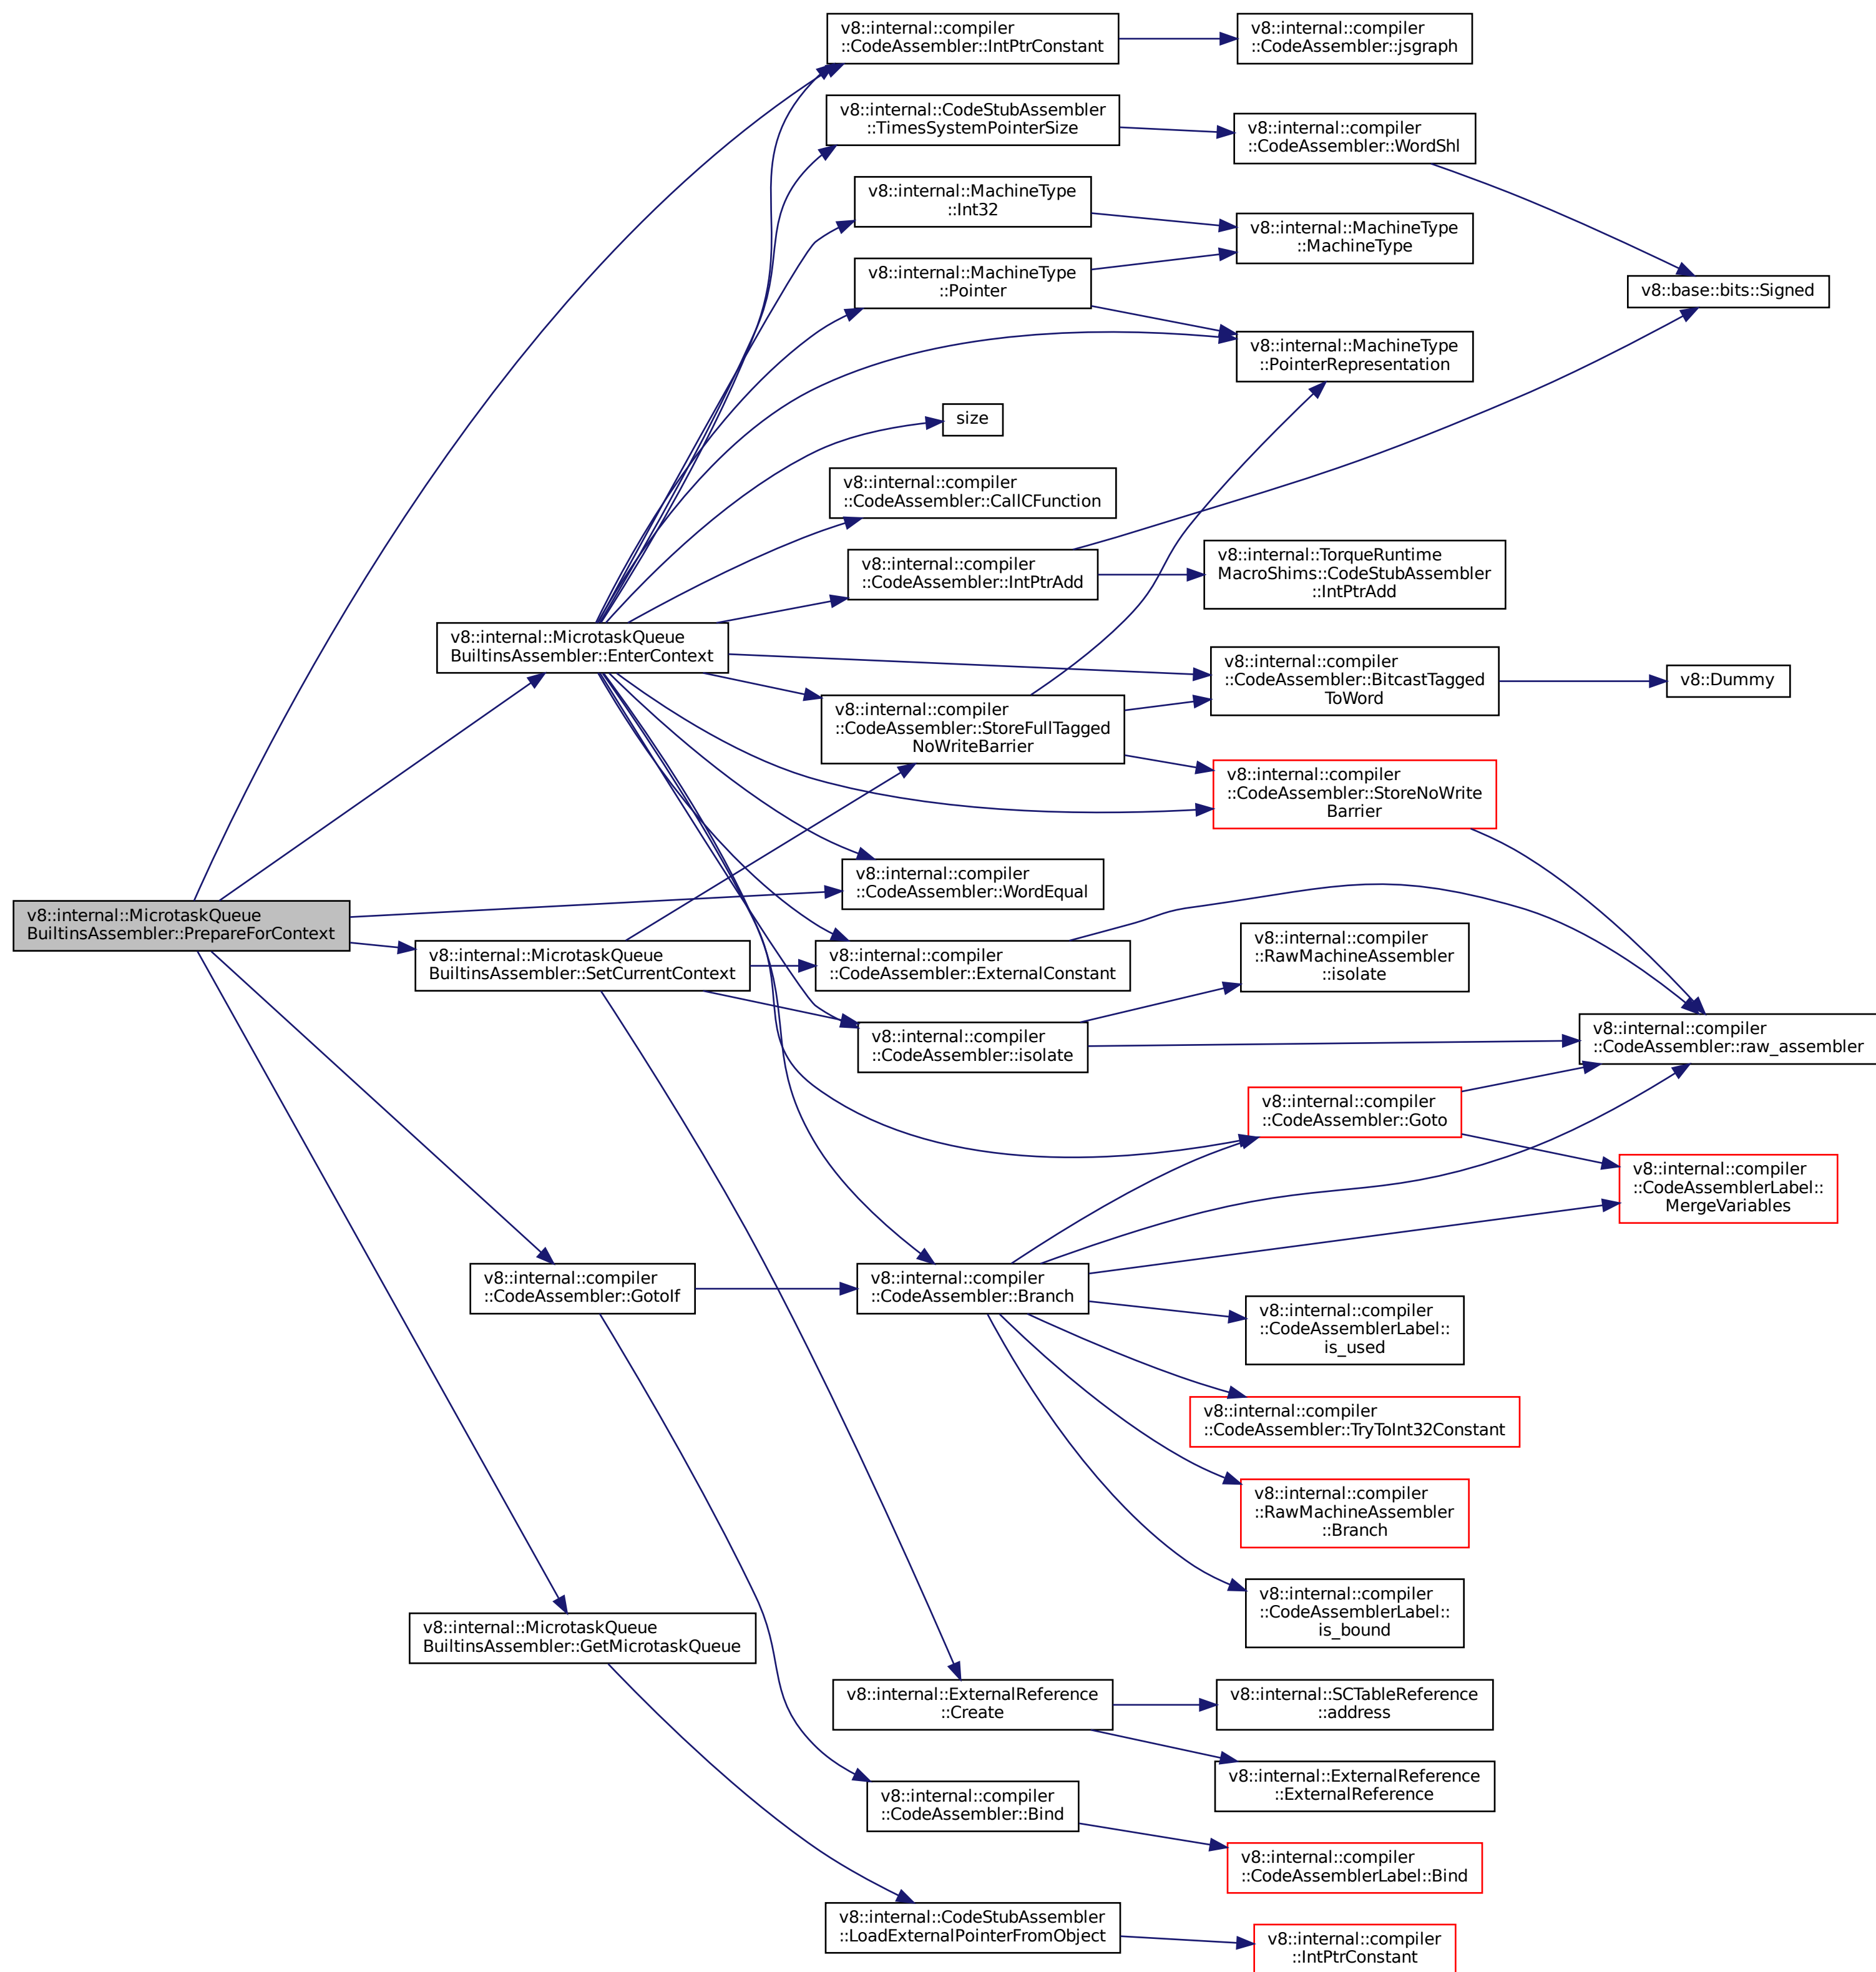 v8::internal::compiler
::CodeAssembler::IntPtrConstant
v8::internal::compiler
::CodeAssembler::jsgraph
v8::internal::CodeStubAssembler
::TimesSystemPointerSize
v8::internal::compiler
::CodeAssembler::WordShl
v8::internal::MachineType
::Int32
v8::internal::MachineType
::MachineType
v8::internal::MachineType
::Pointer
v8::base::bits::Signed
v8::internal::MachineType
::PointerRepresentation
size
v8::internal::compiler
::CodeAssembler::CallCFunction
v8::internal::compiler
::CodeAssembler::IntPtrAdd
v8::internal::TorqueRuntime
MacroShims::CodeStubAssembler
::IntPtrAdd
v8::internal::MicrotaskQueue
BuiltinsAssembler::EnterContext
v8::internal::compiler
::CodeAssembler::BitcastTagged
ToWord
v8::Dummy
v8::internal::compiler
::CodeAssembler::StoreFullTagged
NoWriteBarrier
v8::internal::compiler
::CodeAssembler::StoreNoWrite
Barrier
v8::internal::compiler
::CodeAssembler::WordEqual
v8::internal::MicrotaskQueue
BuiltinsAssembler::PrepareForContext
v8::internal::MicrotaskQueue
BuiltinsAssembler::SetCurrentContext
v8::internal::compiler
::CodeAssembler::ExternalConstant
v8::internal::compiler
::RawMachineAssembler
::isolate
v8::internal::compiler
::CodeAssembler::isolate
v8::internal::compiler
::CodeAssembler::raw_assembler
v8::internal::compiler
::CodeAssembler::Goto
v8::internal::compiler
::CodeAssemblerLabel::
MergeVariables
v8::internal::compiler
::CodeAssembler::GotoIf
v8::internal::compiler
::CodeAssembler::Branch
v8::internal::compiler
::CodeAssemblerLabel::
is_used
v8::internal::compiler
::CodeAssembler::TryToInt32Constant
v8::internal::compiler
::RawMachineAssembler
::Branch
v8::internal::compiler
::CodeAssemblerLabel::
is_bound
v8::internal::MicrotaskQueue
BuiltinsAssembler::GetMicrotaskQueue
v8::internal::ExternalReference
::Create
v8::internal::SCTableReference
::address
v8::internal::ExternalReference
::ExternalReference
v8::internal::compiler
::CodeAssembler::Bind
v8::internal::compiler
::CodeAssemblerLabel::Bind
v8::internal::CodeStubAssembler
::LoadExternalPointerFromObject
v8::internal::compiler
::IntPtrConstant